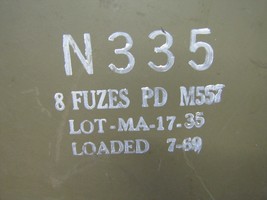 N335
8 FUZES PD M557
LOT-MA-17-35
LOADED 7-69